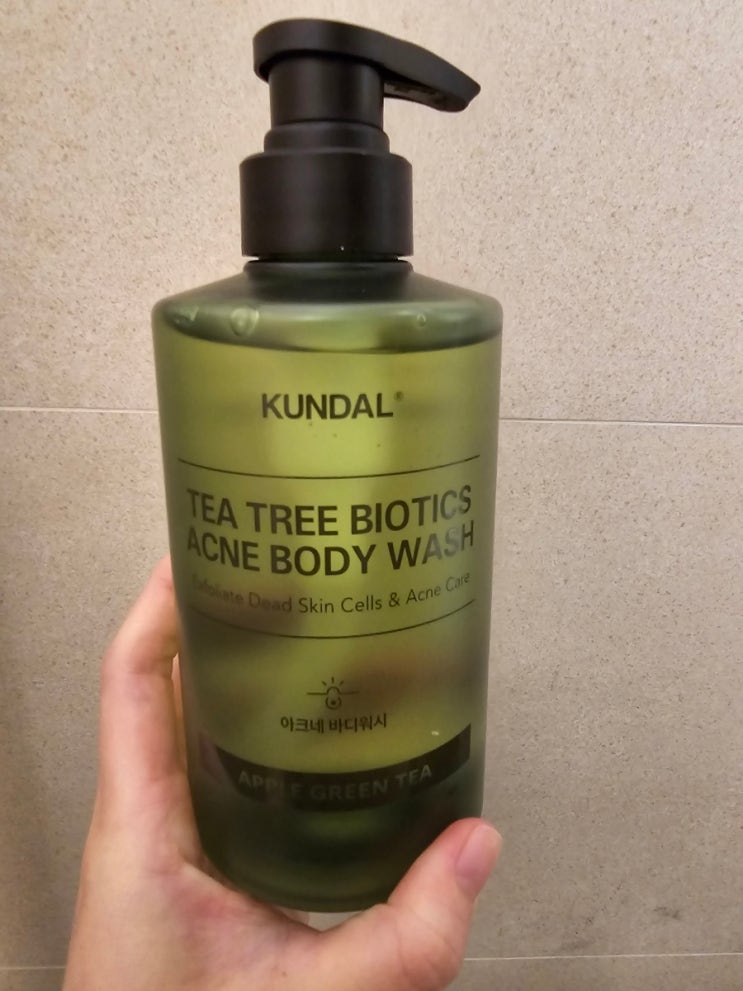 KUNDAL®
TEA TREE BIOTICS
ACNE BODY WASH
Exfoliate Dead Skin Cells & Acne Care
아크네 바디워시
APPLE GREEN TEA